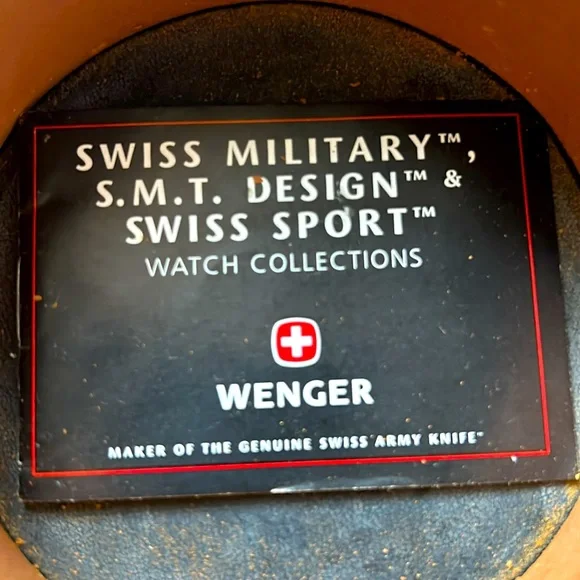 SWISS MILITARY™,
S.M.T. DESIGN™ &
SWISS SPORT™
WATCH COLLECTIONS
WENGER
MAKER OF THE GENUINE SWISS ARMY KNIFE™